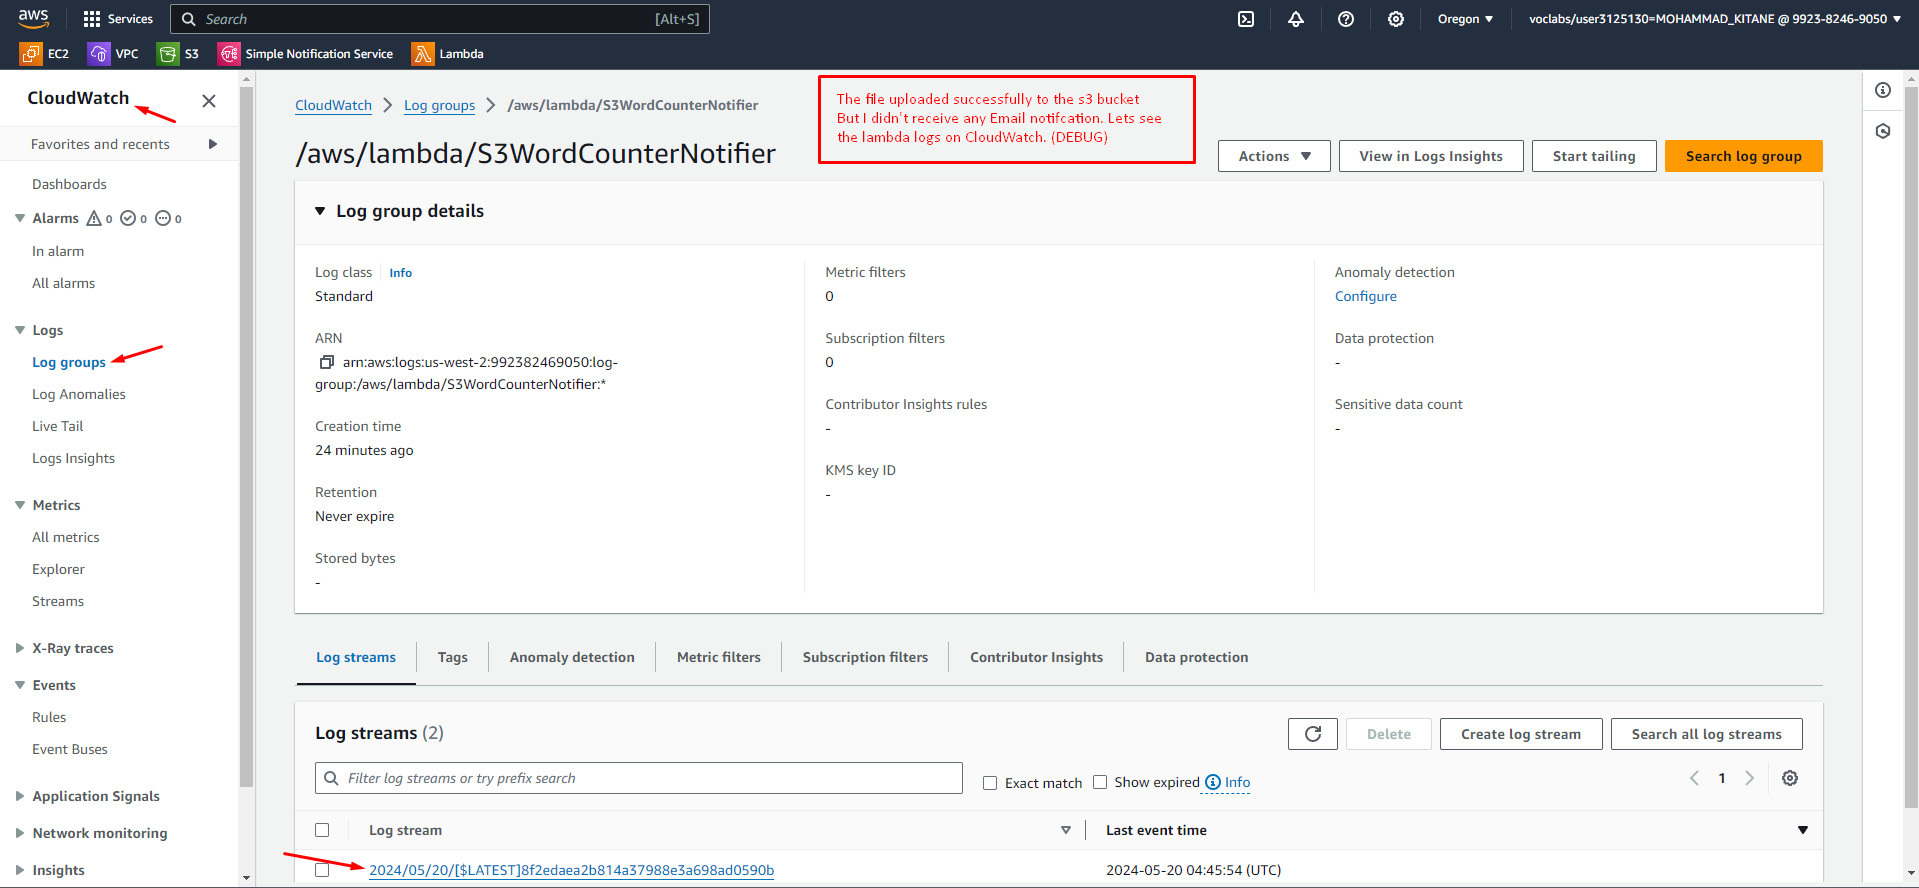 aws
Services
Search
[Alt+S]
Oregon
voclabs/user3125130=MOHAMMAD_KITANE @ 9923-8246-9050
EC2
VPC
S3
Simple Notification Service
Lambda
CloudWatch
Favorites and recents
Dashboards
Alarms 0 0 0
In alarm
All alarms
Logs
Log groups
Log Anomalies
Live Tail
Logs Insights
Metrics
All metrics
Explorer
Streams
X-Ray traces
Events
Rules
Event Buses
Application Signals
Network monitoring
Insights
CloudWatch
Log groups
/aws/lambda/S3WordCounterNotifier
The file uploaded successfully to the s3 bucket
But I didn't receive any Email notifcation. Lets see
the lambda logs on CloudWatch. (DEBUG)
/aws/lambda/S3WordCounterNotifier
Actions
View in Logs Insights
Start tailing
Search log group
Log group details
Log class
Info
Standard
ARN
arn:aws:logs:us-west-2:992382469050:log-
group:/aws/lambda/S3WordCounterNotifier:*
Creation time
24 minutes ago
Retention
Never expire
Stored bytes
-
Metric filters
0
Subscription filters
0
Contributor Insights rules
-
KMS key ID
-
Anomaly detection
Configure
Data protection
-
Sensitive data count
-
Log streams
Tags
Anomaly detection
Metric filters
Subscription filters
Contributor Insights
Data protection
Log streams (2)
Delete
Create log stream
Search all log streams
Filter log streams or try prefix search
Exact match
Show expired
Info
1
Log stream
Last event time
2024/05/20/[$LATEST]8f2edaea2b814a37988e3a698ad0590b
2024-05-20 04:45:54 (UTC)